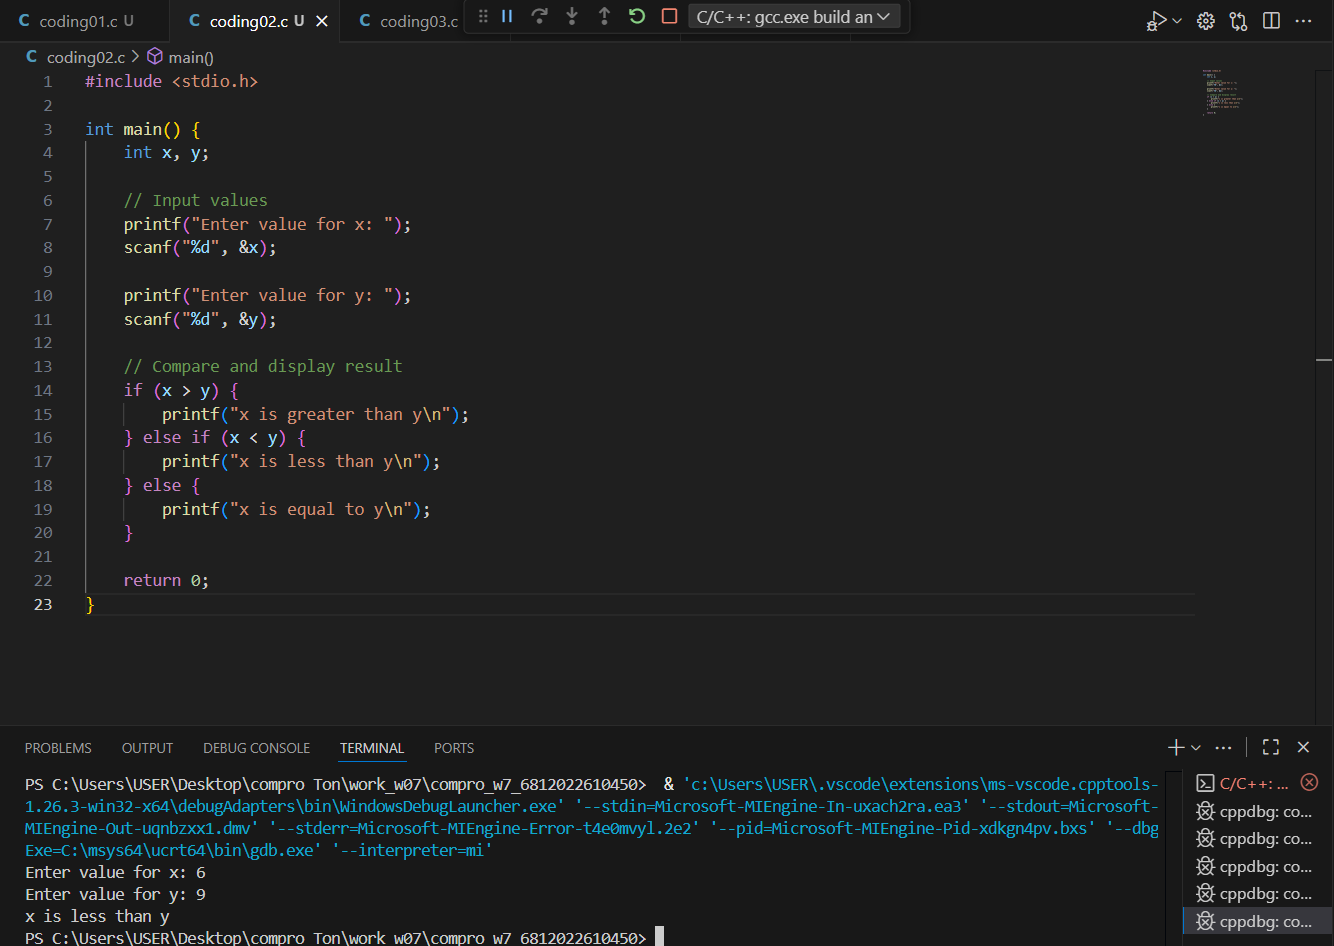 C coding01.c U C coding02.c U C coding03.c C/C++: gcc.exe build an
C coding02.c > main()
1 #include <stdio.h>
2
3 int main() {
4 int x, y;
5
6 // Input values
7 printf("Enter value for x: ");
8 scanf("%d", &x);
9
10 printf("Enter value for y: ");
11 scanf("%d", &y);
12
13 // Compare and display result
14 if (x > y) {
15 printf("x is greater than y\n");
16 } else if (x < y) {
17 printf("x is less than y\n");
18 } else {
19 printf("x is equal to y\n");
20 }
21
22 return 0;
23 }
PROBLEMS OUTPUT DEBUG CONSOLE TERMINAL PORTS
PS C:\Users\USER\Desktop\compro Ton\work_w07\compro_w7_6812022610450> & 'c:\Users\USER\.vscode\extensions\ms-vscode.cpptools-
1.26.3-win32-x64\debugAdapters\bin\WindowsDebugLauncher.exe' '--stdin=Microsoft-MIEngine-In-uxach2ra.ea3' '--stdout=Microsoft-
MIEngine-Out-uqnbzxx1.dmv' '--stderr=Microsoft-MIEngine-Error-t4e0mvyl.2e2' '--pid=Microsoft-MIEngine-Pid-xdkgn4pv.bxs' '--dbg
Exe=C:\msys64\ucrt64\bin\gdb.exe' '--interpreter=mi'
Enter value for x: 6
Enter value for y: 9
x is less than y
PS C:\Users\USER\Desktop\compro Ton\work_w07\compro_w7_6812022610450>
C/C++: ...
cppdbg: co...
cppdbg: co...
cppdbg: co...
cppdbg: co...
cppdbg: co...